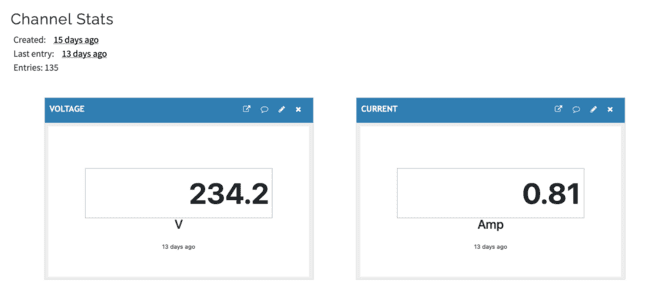 Channel Stats
Created: 15 days ago
Last entry: 13 days ago
Entries: 135
VOLTAGE
234.2
V
13 days ago
CURRENT
0.81
Amp
13 days ago